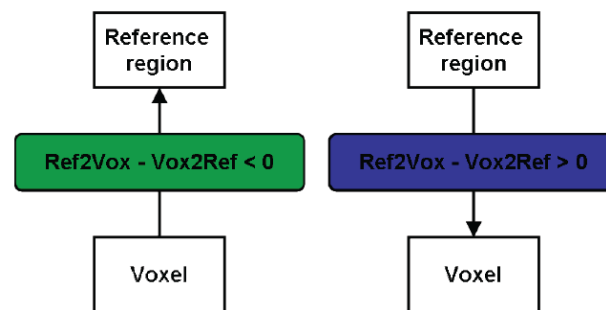 Reference
region
Ref2Vox - Vox2Ref < 0
Voxel
Reference
region
Ref2Vox - Vox2Ref > 0
Voxel